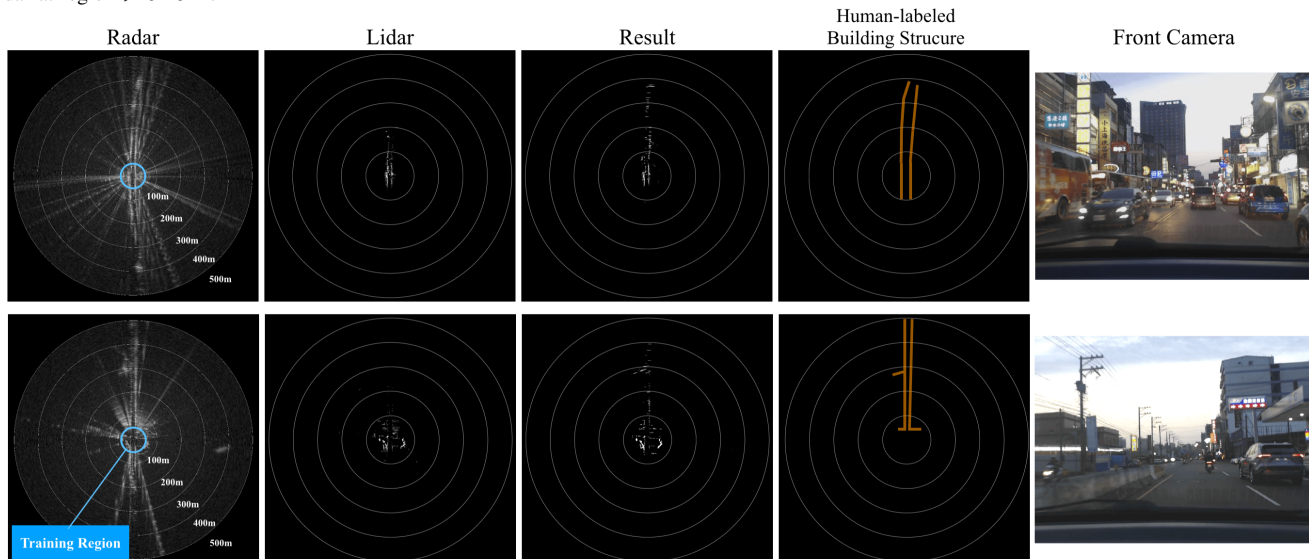 Radar
Lidar
Result
Human-labeled
Building Strucure
Front Camera
100m
200m
300m
400m
500m
100m
200m
300m
400m
500m
Training Region